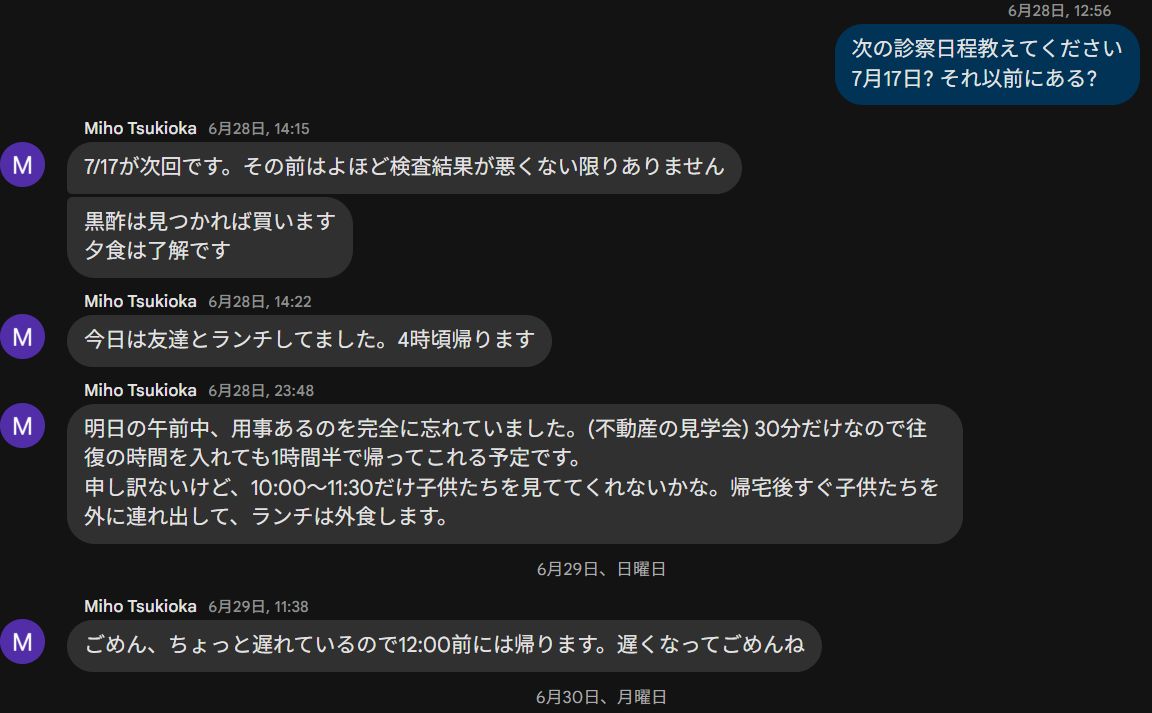 6月28日, 12:56
次の診察日程教えてください
7月17日? それ以前にある?
Miho Tsukioka 6月28日, 14:15
M
7/17が次回です。その前はよほど検査結果が悪くない限りありません
黒酢は見つかれば買います
夕食は了解です
Miho Tsukioka 6月28日, 14:22
M
今日は友達とランチしてました。4時頃帰ります
Miho Tsukioka 6月28日, 23:48
M
明日の午前中、用事あるのを完全に忘れていました。(不動産の見学会) 30分だけなので往
復の時間を入れても1時間半で帰ってこれる予定です。
申し訳ないけど、10:00〜11:30だけ子供たちを見ててくれないかな。帰宅後すぐ子供たちを
外に連れ出して、ランチは外食します。
6月29日、日曜日
Miho Tsukioka 6月29日, 11:38
M
ごめん、ちょっと遅れているので12:00前には帰ります。遅くなってごめんね
6月30日、月曜日